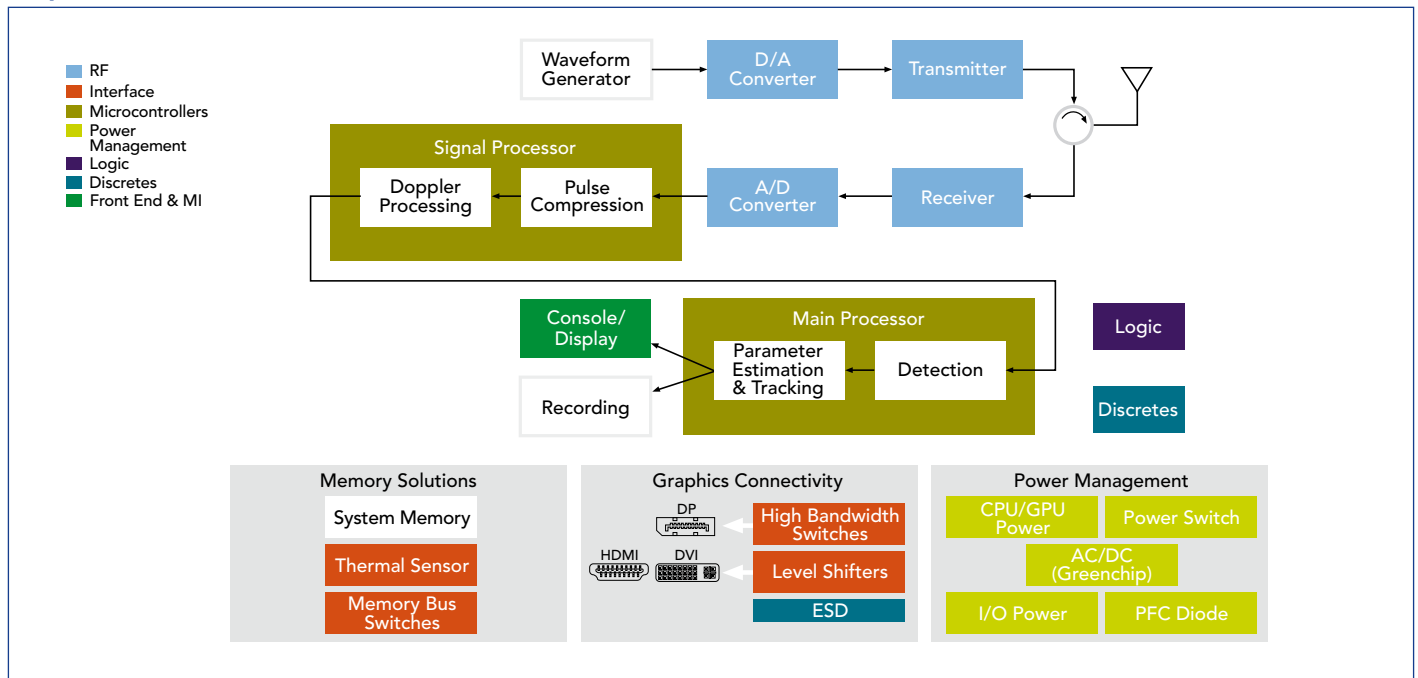 RF
Interface
Microcontrollers
Power
Management
Logic
Discretes
Front End & MI
Waveform
Generator
D/A
Converter
Transmitter
Signal Processor
Doppler
Processing
Pulse
Compression
A/D
Converter
Receiver
Console/
Display
Recording
Main Processor
Parameter
Estimation
& Tracking
Detection
Logic
Discretes
Memory Solutions
System Memory
Thermal Sensor
Memory Bus
Switches
Graphics Connectivity
DP
High Bandwidth
Switches
HDMI
DVI
Level Shifters
ESD
Power Management
CPU/GPU
Power
Power Switch
AC/DC
(Greenchip)
I/O Power
PFC Diode